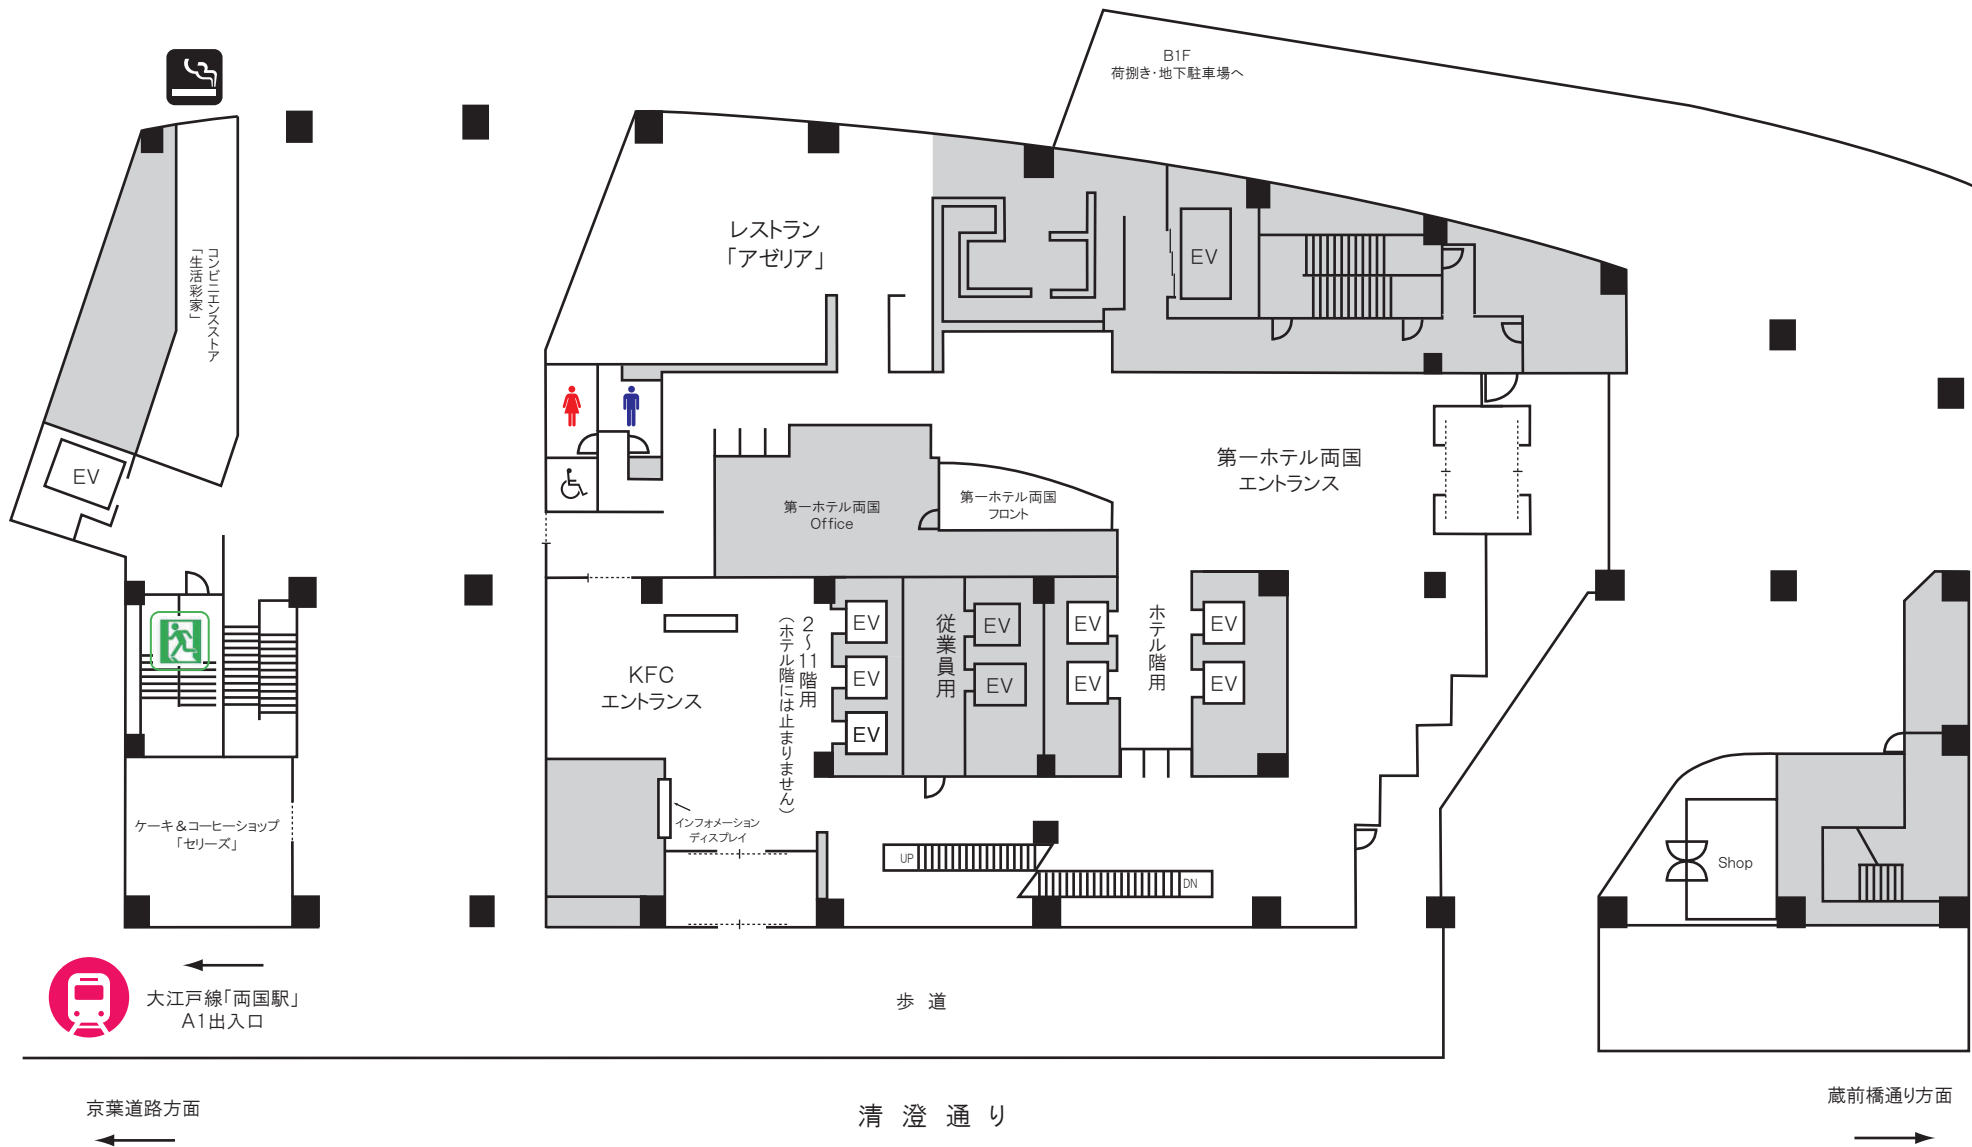 B1F
荷捌き・地下駐車場へ
レストラン
「アゼリア」
コンビニエンスストア
「生活彩家」
EV
EV
第一ホテル両国
エントランス
第一ホテル両国
Office
第一ホテル両国
フロント
KFC
エントランス
2～11階用
（ホテル階には止まりません）
EV
EV
EV
従業員用
EV
EV
EV
EV
ホテル階用
EV
EV
インフォメーション
ディスプレイ
UP
DN
ケーキ＆コーヒーショップ
「セリーズ」
Shop
大江戸線「両国駅」
A1出入口
歩道
京葉道路方面
清澄通り
蔵前橋通り方面